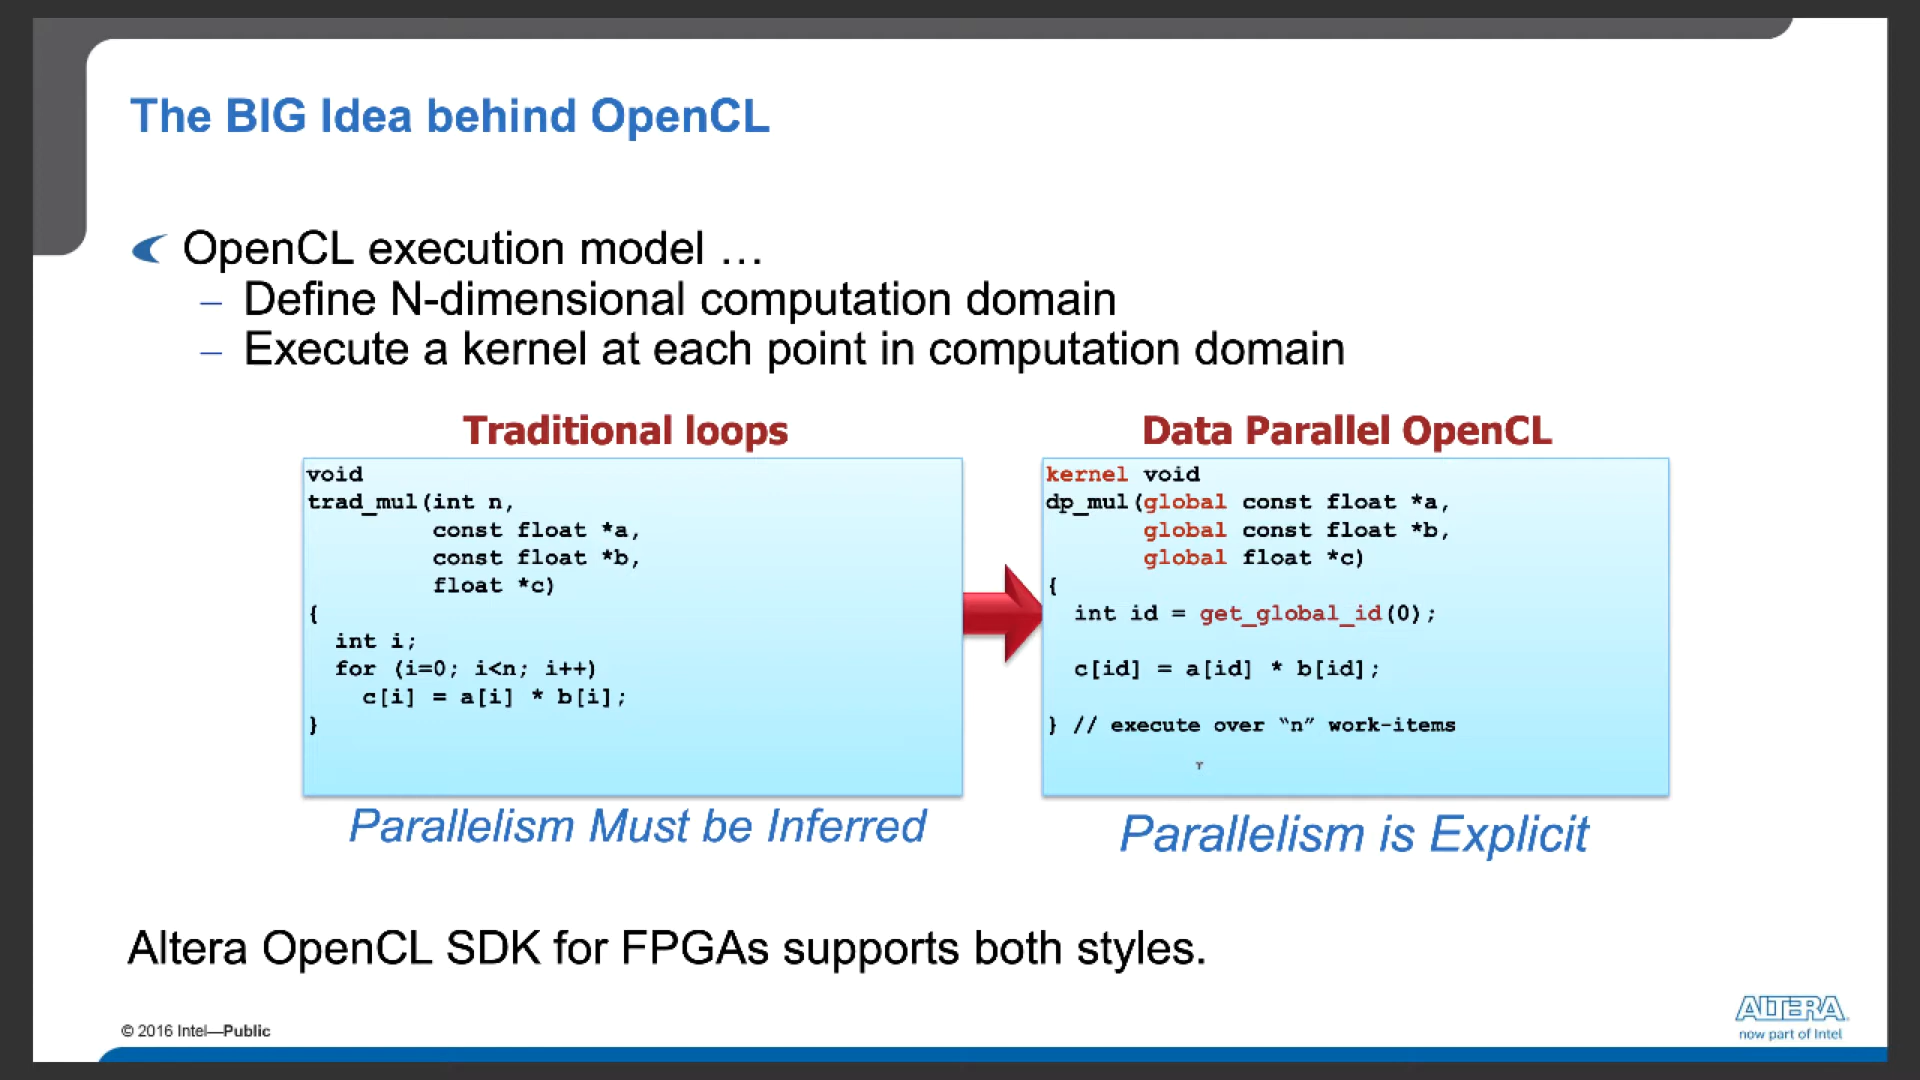 The BIG Idea behind OpenCL
OpenCL execution model …
– Define N-dimensional computation domain
– Execute a kernel at each point in computation domain
Traditional loops
void
trad_mul(int n,
         const float *a,
         const float *b,
         float *c)
{
  int i;
  for (i=0; i<n; i++)
    c[i] = a[i] * b[i];
}
Parallelism Must be Inferred
Data Parallel OpenCL
kernel void
dp_mul(global const float *a,
       global const float *b,
       global float *c)
{
  int id = get_global_id(0);
  c[id] = a[id] * b[id];
} // execute over “n” work-items
Parallelism is Explicit
Altera OpenCL SDK for FPGAs supports both styles.
© 2016 Intel—Public
ALTERA
now part of Intel